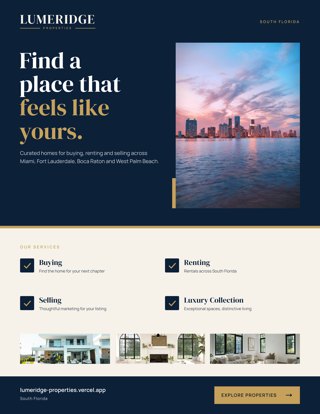 LUMERIDGE
PROPERTIES
SOUTH FLORIDA
Find a
place that
feels like
yours.
Curated homes for buying, renting and selling across
Miami, Fort Lauderdale, Boca Raton and West Palm Beach.
OUR SERVICES
Buying
Find the home for your next chapter
Renting
Rentals across South Florida
Selling
Thoughtful marketing for your listing
Luxury Collection
Exceptional spaces, distinctive living
lumeridge-properties.vercel.app
South Florida
EXPLORE PROPERTIES →